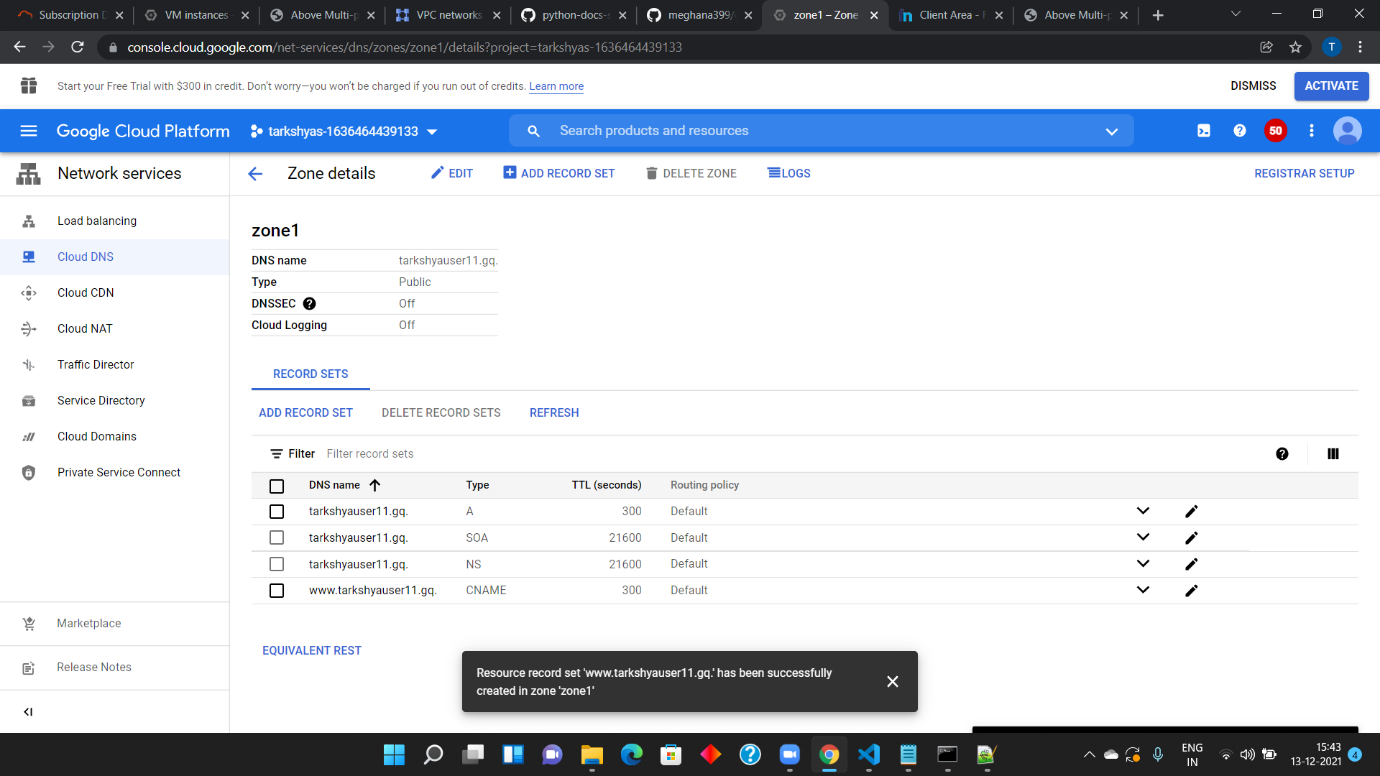 Subscription D
VM instances
Above Multi-p
VPC networks
python-docs-s
meghana399/
zone1 – Zone
Client Area - F
Above Multi-p
console.cloud.google.com/net-services/dns/zones/zone1/details?project=tarkshyas-1636464439133
T
Start your Free Trial with $300 in credit. Don't worry—you won't be charged if you run out of credits. Learn more
DISMISS
ACTIVATE
Google Cloud Platform
tarkshyas-1636464439133
Search products and resources
50
Network services
Zone details
EDIT
ADD RECORD SET
DELETE ZONE
LOGS
REGISTRAR SETUP
Load balancing
Cloud DNS
Cloud CDN
Cloud NAT
Traffic Director
Service Directory
Cloud Domains
Private Service Connect
Marketplace
Release Notes
zone1
DNS name tarkshyauser11.gq.
Type Public
DNSSEC Off
Cloud Logging Off
RECORD SETS
ADD RECORD SET DELETE RECORD SETS REFRESH
Filter Filter record sets
DNS name Type TTL (seconds) Routing policy
tarkshyauser11.gq. A 300 Default
tarkshyauser11.gq. SOA 21600 Default
tarkshyauser11.gq. NS 21600 Default
www.tarkshyauser11.gq. CNAME 300 Default
EQUIVALENT REST
Resource record set 'www.tarkshyauser11.gq.' has been successfully
created in zone 'zone1'
ENG
IN
15:43
13-12-2021
4